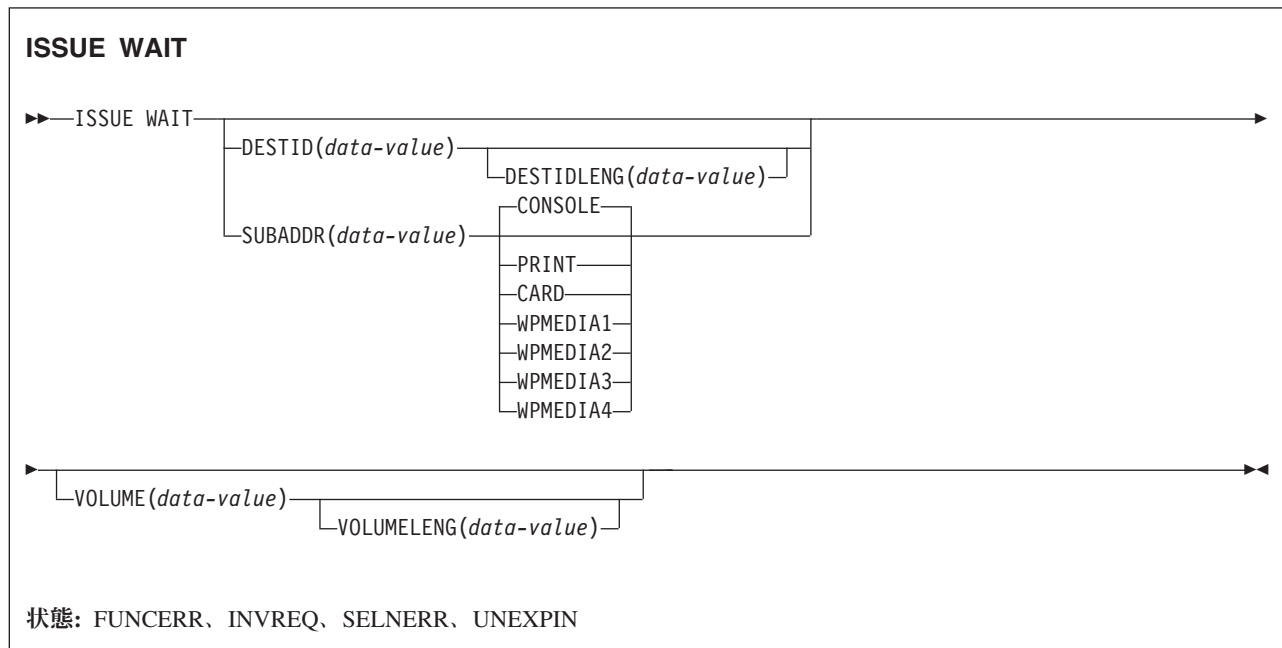 ISSUE WAIT
ISSUE WAIT
DESTID(data-value)
DESTIDLENG(data-value)
CONSOLE
SUBADDR(data-value)
PRINT
CARD
WPMEDIA1
WPMEDIA2
WPMEDIA3
WPMEDIA4
VOLUME(data-value)
VOLUMELENG(data-value)
状態: FUNCERR、INVREQ、SELNERR、UNEXPIN